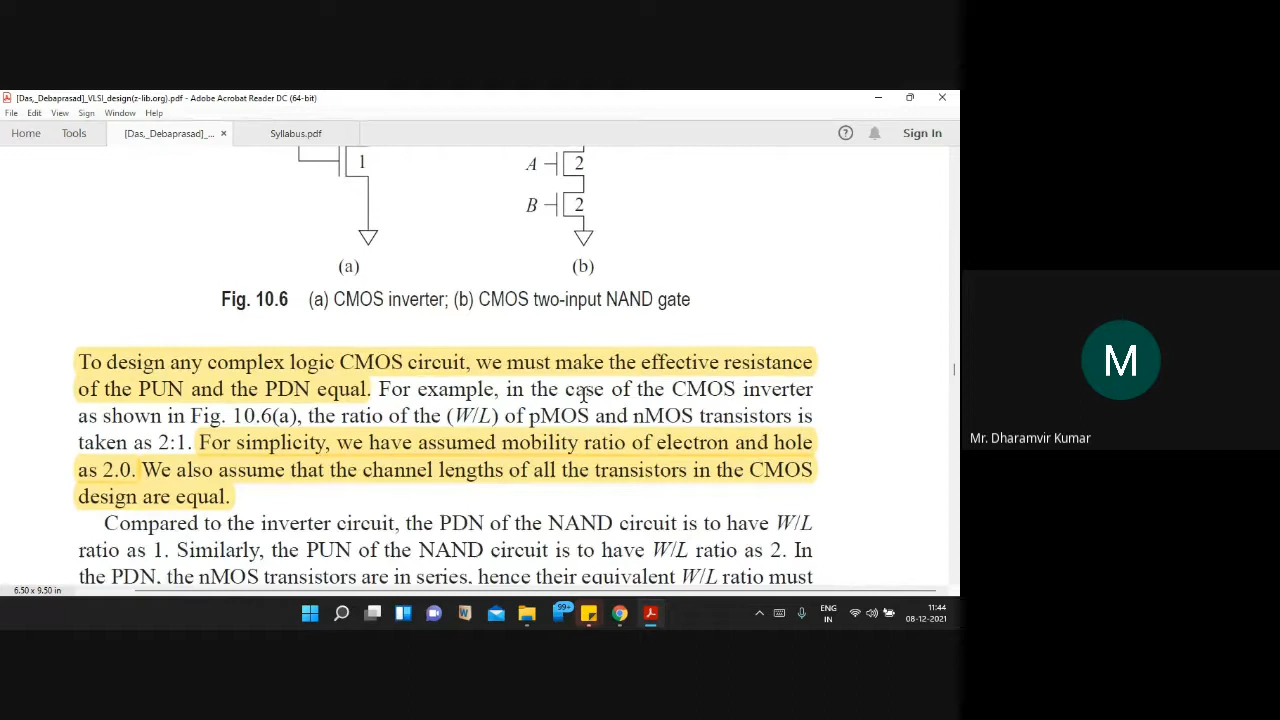 [Das,_Debaprasad]_VLSI_design(z-lib.org).pdf - Adobe Acrobat Reader DC (64-bit)
File Edit View Sign Window Help
Home Tools [Das,_Debaprasad]_... × Syllabus.pdf Sign In
1
A 2
B 2
(a) (b)
Fig. 10.6 (a) CMOS inverter; (b) CMOS two-input NAND gate
To design any complex logic CMOS circuit, we must make the effective resistance
of the PUN and the PDN equal. For example, in the case of the CMOS inverter
as shown in Fig. 10.6(a), the ratio of the (W/L) of pMOS and nMOS transistors is
taken as 2:1. For simplicity, we have assumed mobility ratio of electron and hole
as 2.0. We also assume that the channel lengths of all the transistors in the CMOS
design are equal.
Compared to the inverter circuit, the PDN of the NAND circuit is to have W/L
ratio as 1. Similarly, the PUN of the NAND circuit is to have W/L ratio as 2. In
the PDN, the nMOS transistors are in series, hence their equivalent W/L ratio must
6.50 x 9.50 in
99+
ENG
IN
11:44
08-12-2021
M
Mr. Dharamvir Kumar